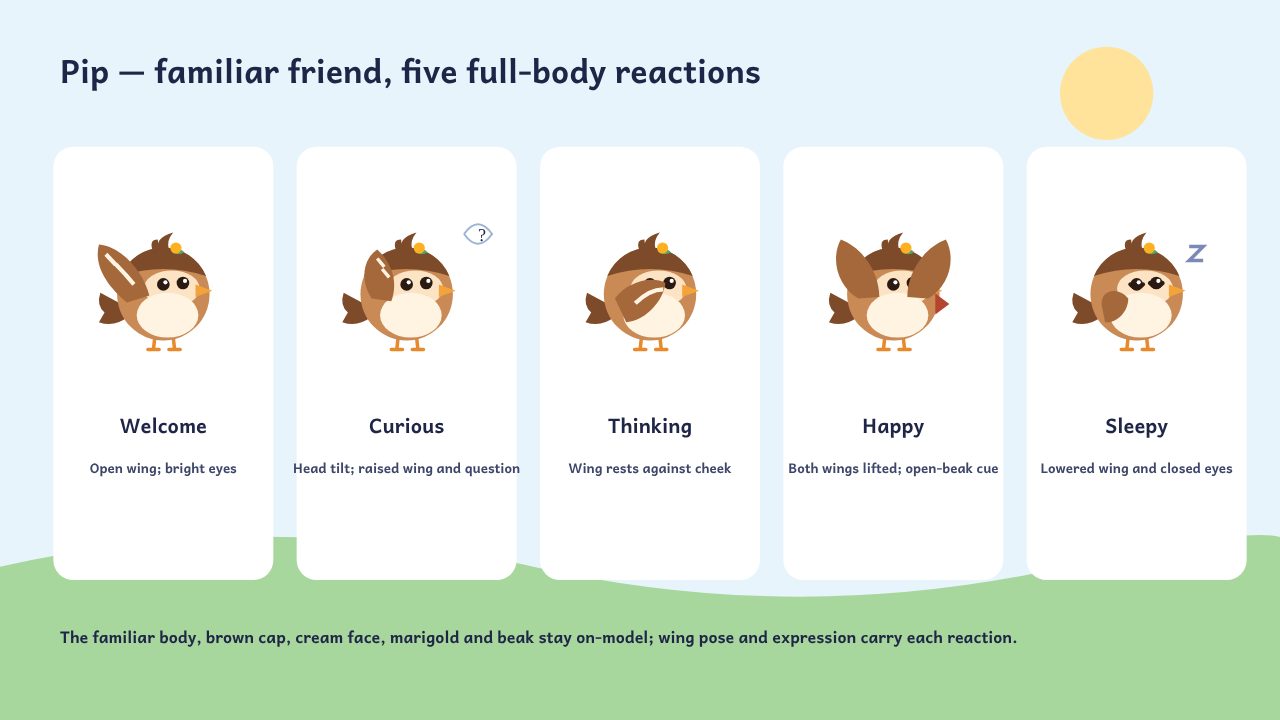 Pip — familiar friend, five full-body reactions
?
Z
Welcome
Curious
Thinking
Happy
Sleepy
Open wing; bright eyes
Head tilt; raised wing and question
Wing rests against cheek
Both wings lifted; open-beak cue
Lowered wing and closed eyes
The familiar body, brown cap, cream face, marigold and beak stay on-model; wing pose and expression carry each reaction.